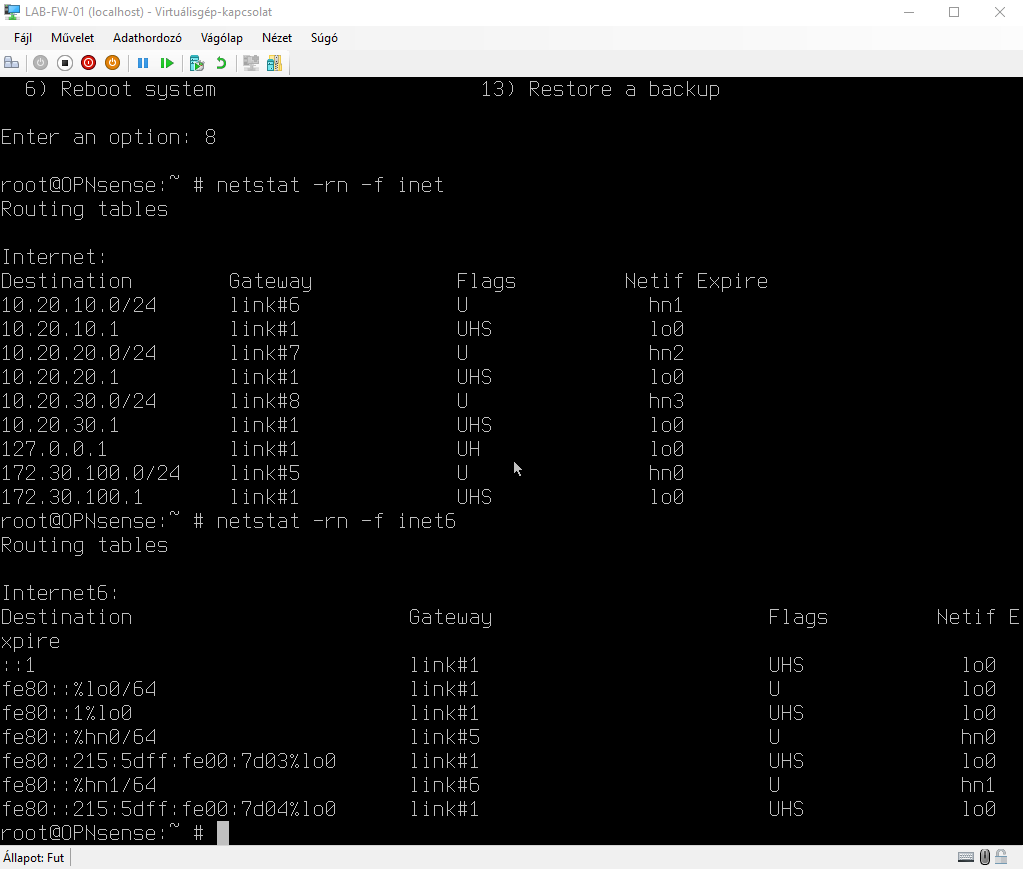 LAB-FW-01 (localhost) - Virtuálisgép-kapcsolat
Fájl Művelet Adathordozó Vágólap Nézet Súgó
6) Reboot system 13) Restore a backup
Enter an option: 8
root@OPNsense:~ # netstat -rn -f inet
Routing tables
Internet:
Destination Gateway Flags Netif Expire
10.20.10.0/24 link#6 U hn1
10.20.10.1 link#1 UHS lo0
10.20.20.0/24 link#7 U hn2
10.20.20.1 link#1 UHS lo0
10.20.30.0/24 link#8 U hn3
10.20.30.1 link#1 UHS lo0
127.0.0.1 link#1 UH lo0
172.30.100.0/24 link#5 U hn0
172.30.100.1 link#1 UHS lo0
root@OPNsense:~ # netstat -rn -f inet6
Routing tables
Internet6:
Destination Gateway Flags Netif E
xpire
::1 link#1 UHS lo0
fe80::%lo0/64 link#1 U lo0
fe80::1%lo0 link#1 UHS lo0
fe80::%hn0/64 link#5 U hn0
fe80::215:5dff:fe00:7d03%lo0 link#1 UHS lo0
fe80::%hn1/64 link#6 U hn1
fe80::215:5dff:fe00:7d04%lo0 link#1 UHS lo0
root@OPNsense:~ #
Állapot: Fut